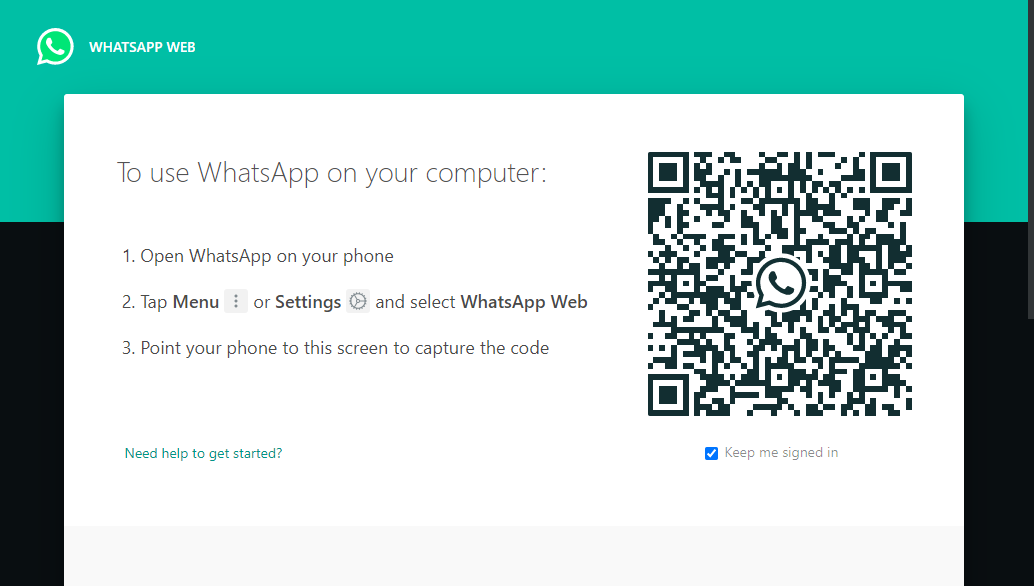 WHATSAPP WEB
To use WhatsApp on your computer:
1. Open WhatsApp on your phone
2. Tap Menu or Settings and select WhatsApp Web
3. Point your phone to this screen to capture the code
Need help to get started?
Keep me signed in